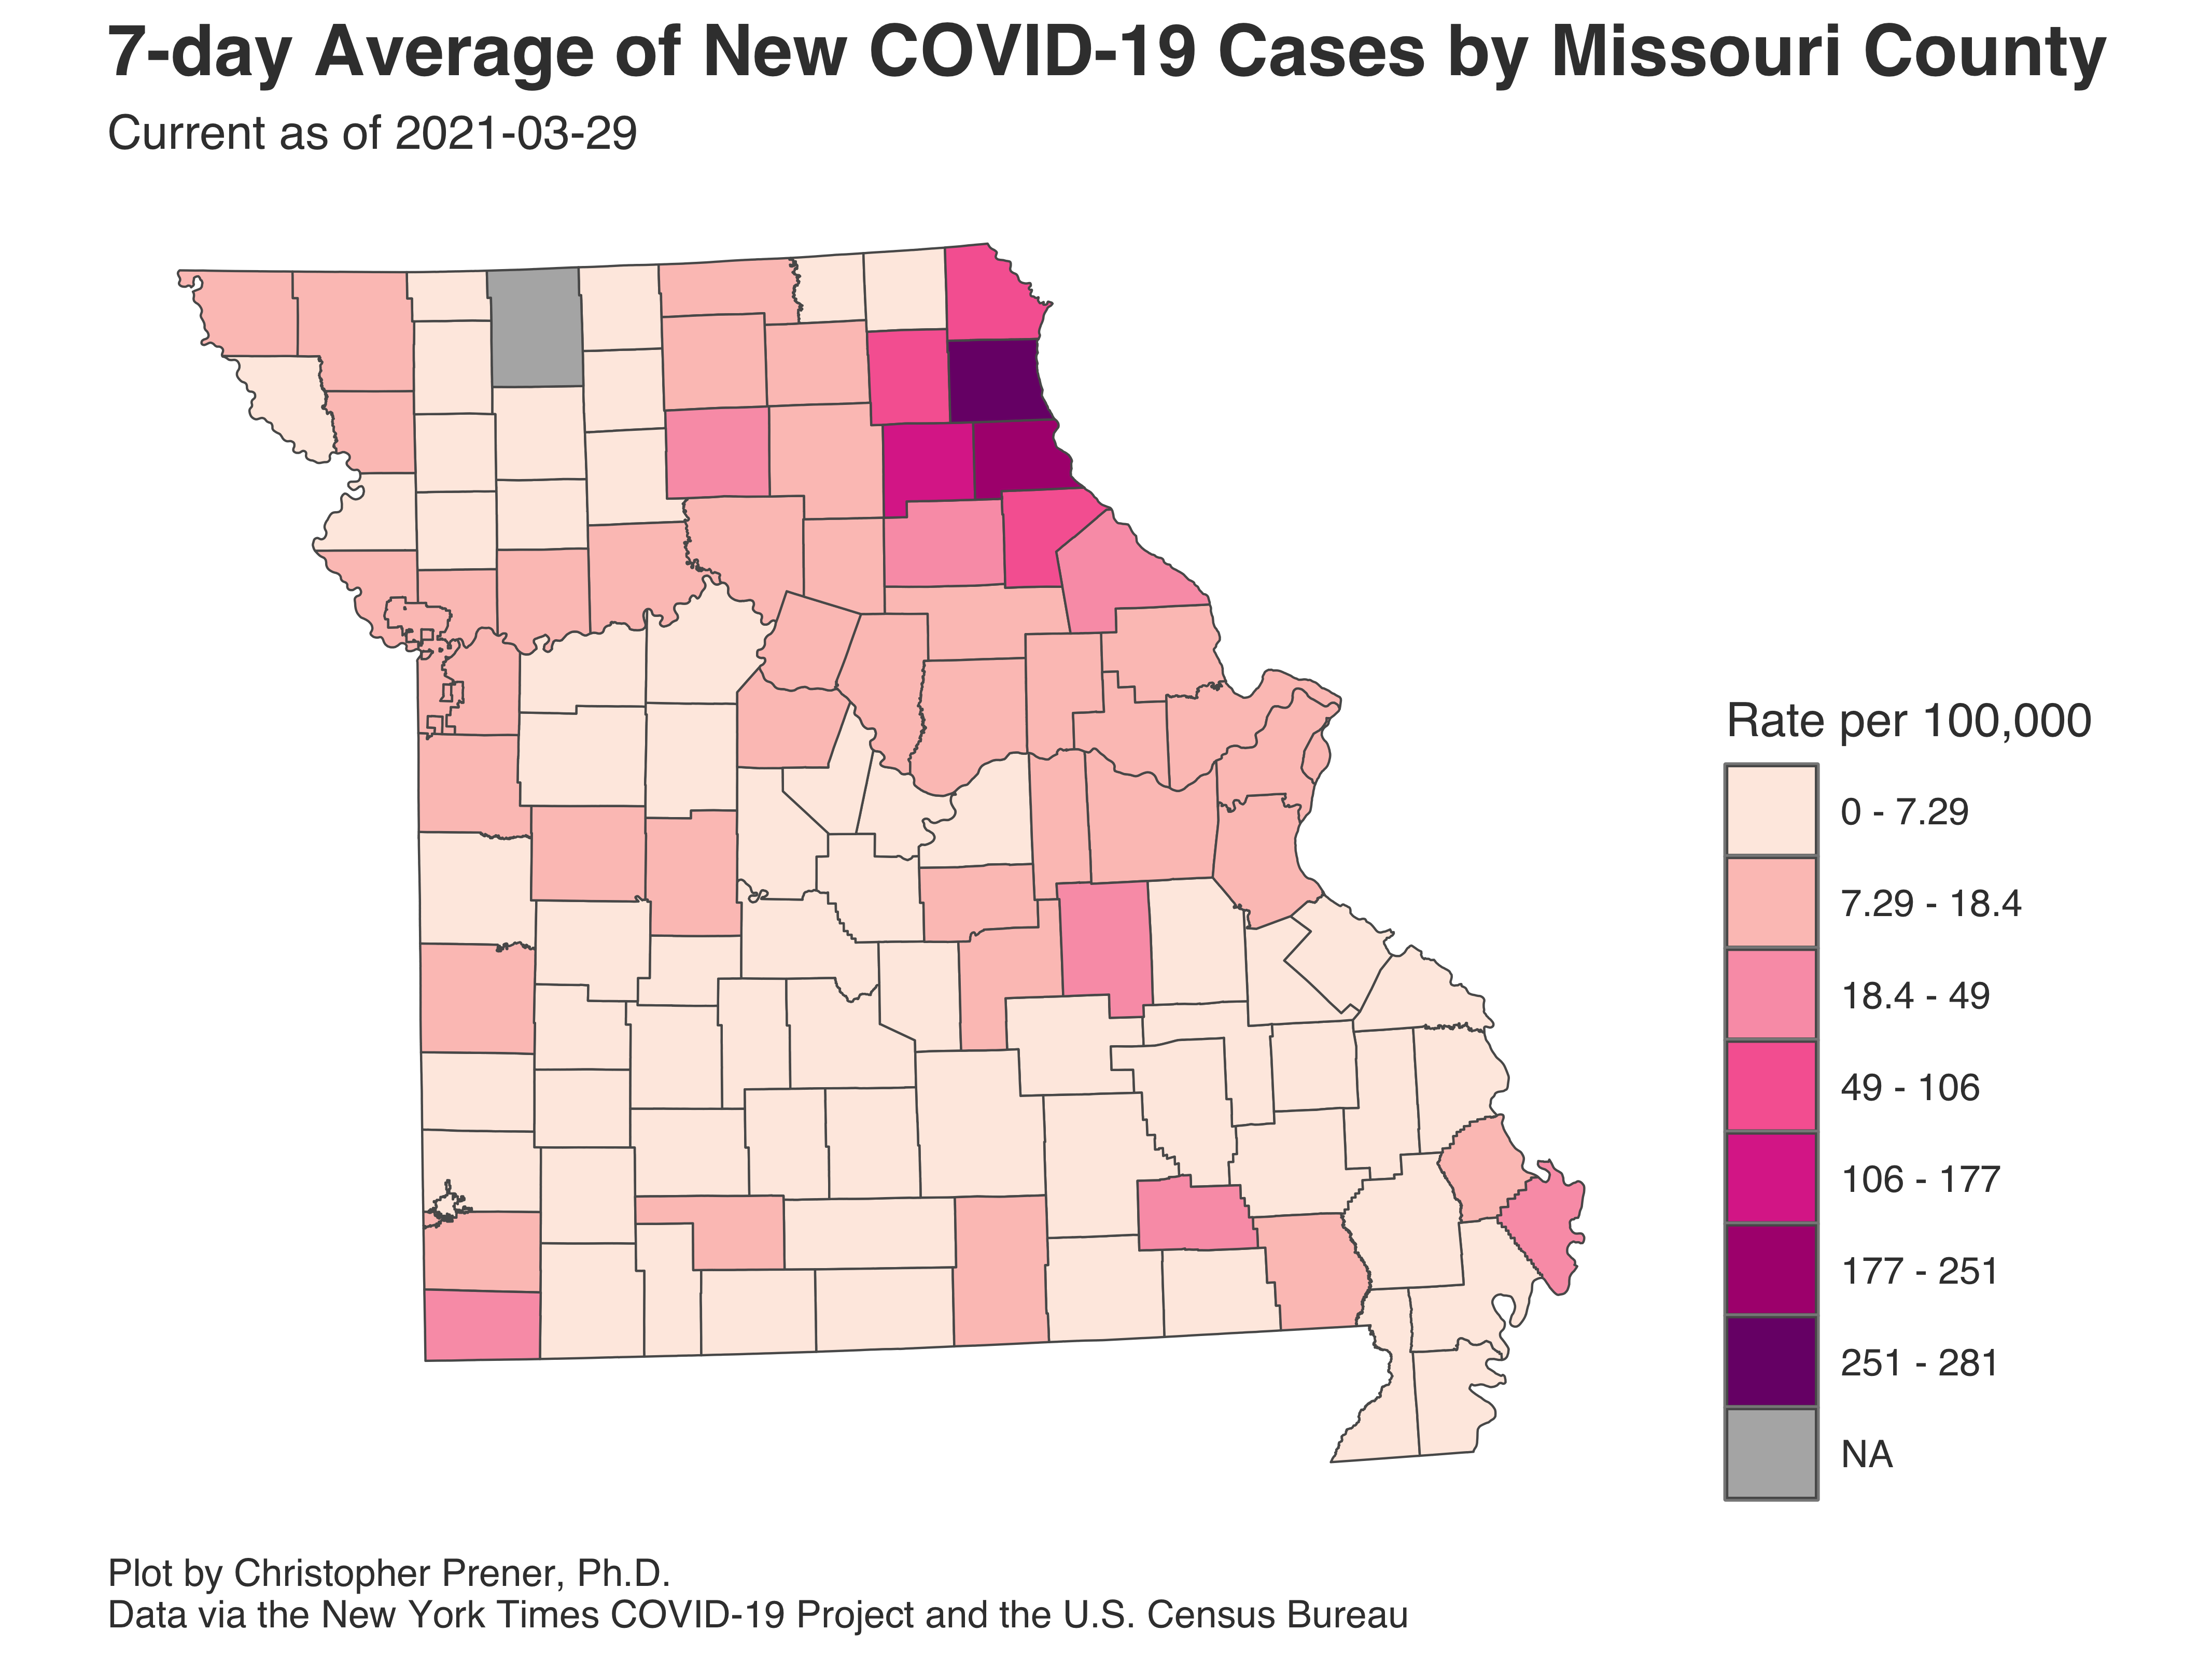 7-day Average of New COVID-19 Cases by Missouri County
Current as of 2021-03-29
Rate per 100,000
0 - 7.29
7.29 - 18.4
18.4 - 49
49 - 106
106 - 177
177 - 251
251 - 281
NA
Plot by Christopher Prener, Ph.D.
Data via the New York Times COVID-19 Project and the U.S. Census Bureau